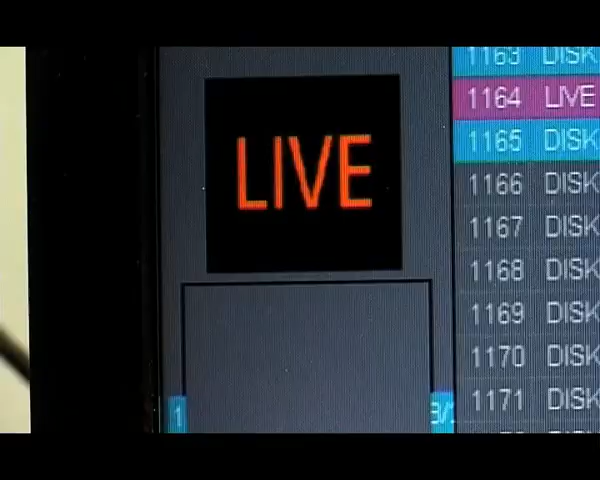 LIVE
1163 DISK
1164 LIVE
1165 DISK
1166 DISK
1167 DISK
1168 DISK
1169 DISK
1170 DISK
1171 DISK
1
3/